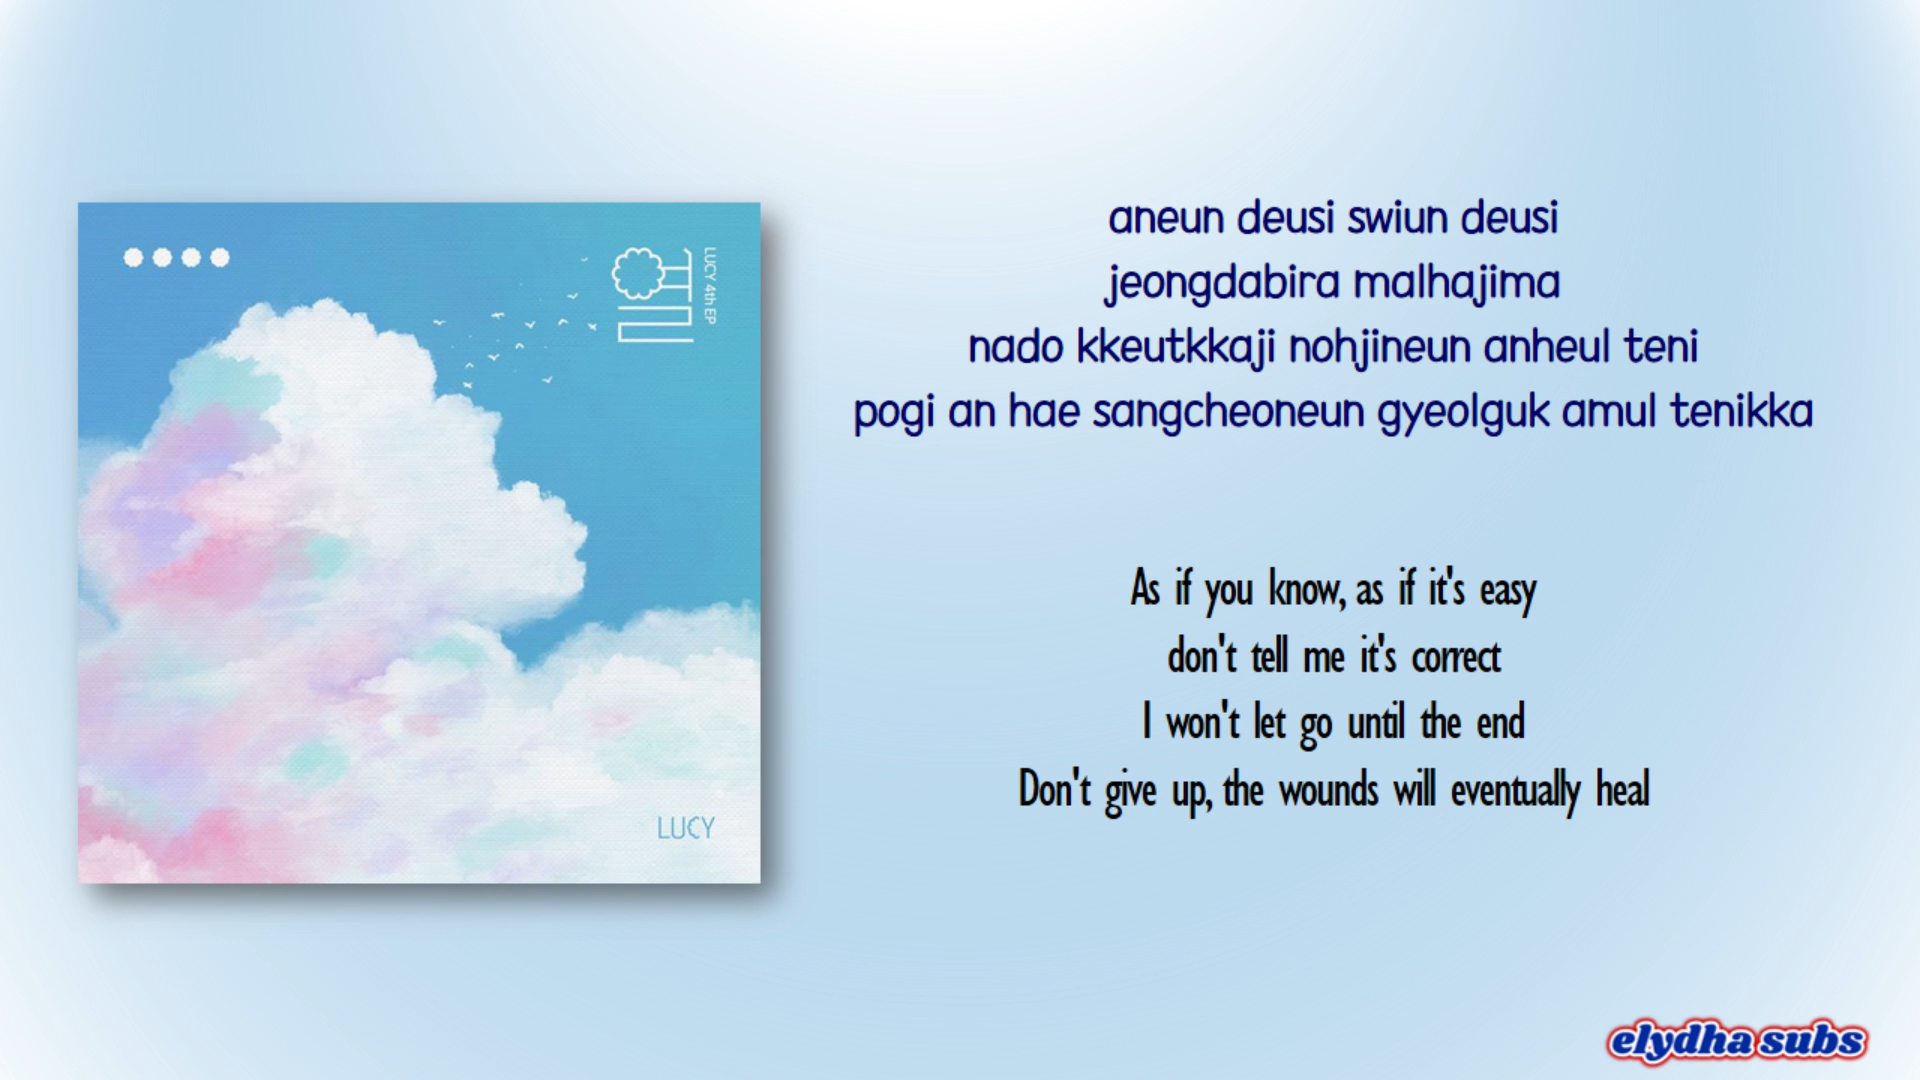 LUCY 4th EP
LUCY
aneun deusi swiun deusi
jeongdabira malhajima
nado kkeutkkaji nohjineun anheul teni
pogi an hae sangcheoneun gyeolguk amul tenikka
As if you know, as if it's easy
don't tell me it's correct
I won't let go until the end
Don't give up, the wounds will eventually heal
elydha subs